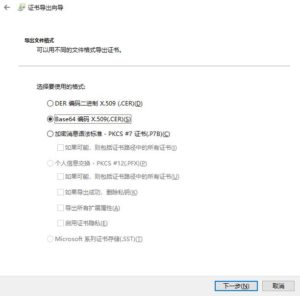 证书导出向导
导出文件格式
可以用不同的文件格式导出证书。
选择要使用的格式:
DER 编码二进制 X.509 (.CER)(D)
Base64 编码 X.509(.CER)(S)
加密消息语法标准 - PKCS #7 证书(.P7B)(C)
如果可能，则包括证书路径中的所有证书(I)
个人信息交换 - PKCS #12(.PFX)(P)
如果可能，则包括证书路径中的所有证书(U)
如果导出成功，删除私钥(K)
导出所有扩展属性(A)
启用证书隐私(E)
Microsoft 系列证书存储(.SST)(T)
下一步(N)
取消